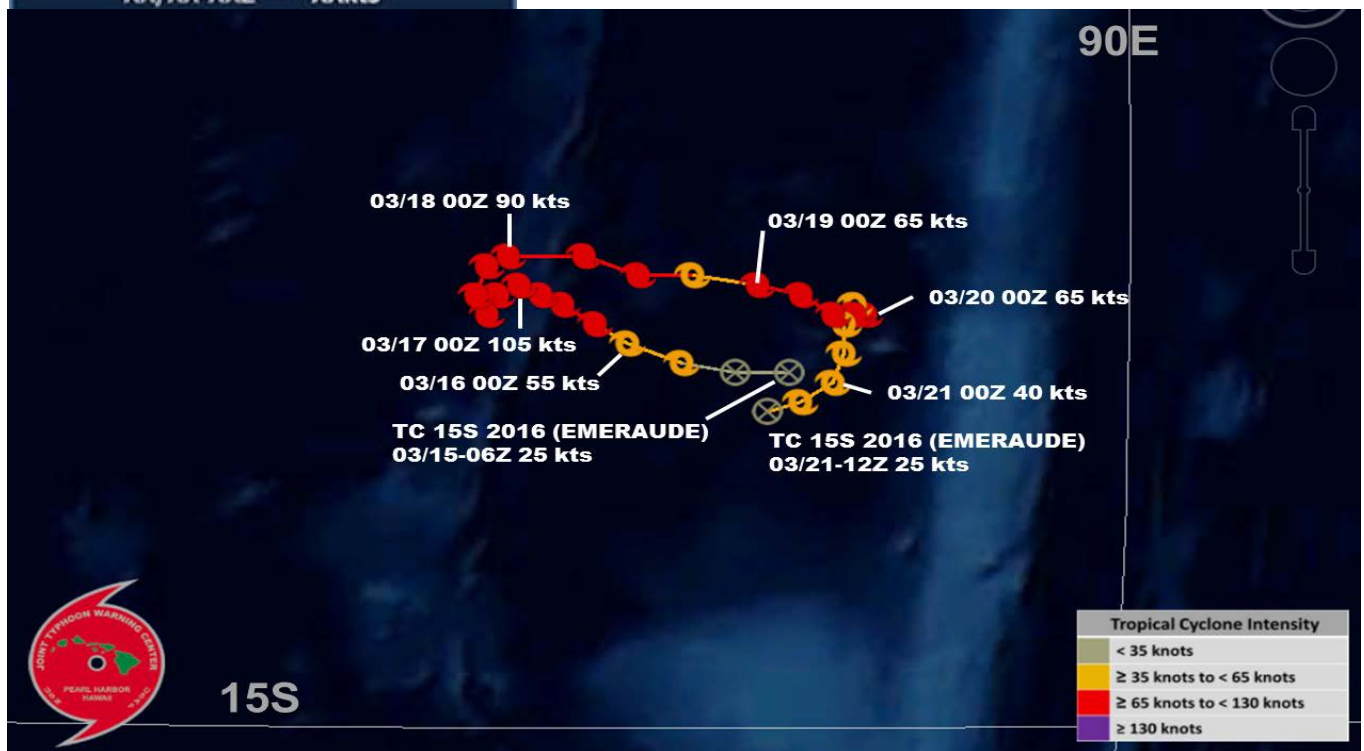 90E
03/18 00Z 90 kts
03/19 00Z 65 kts
03/20 00Z 65 kts
03/17 00Z 105 kts
03/16 00Z 55 kts
03/21 00Z 40 kts
TC 15S 2016 (EMERAUDE)
03/15-06Z 25 kts
TC 15S 2016 (EMERAUDE)
03/21-12Z 25 kts
JOINT TYPHOON WARNING CENTER
PEARL HARBOR
HAWAII
15S
Tropical Cyclone Intensity
< 35 knots
≥ 35 knots to < 65 knots
≥ 65 knots to < 130 knots
≥ 130 knots